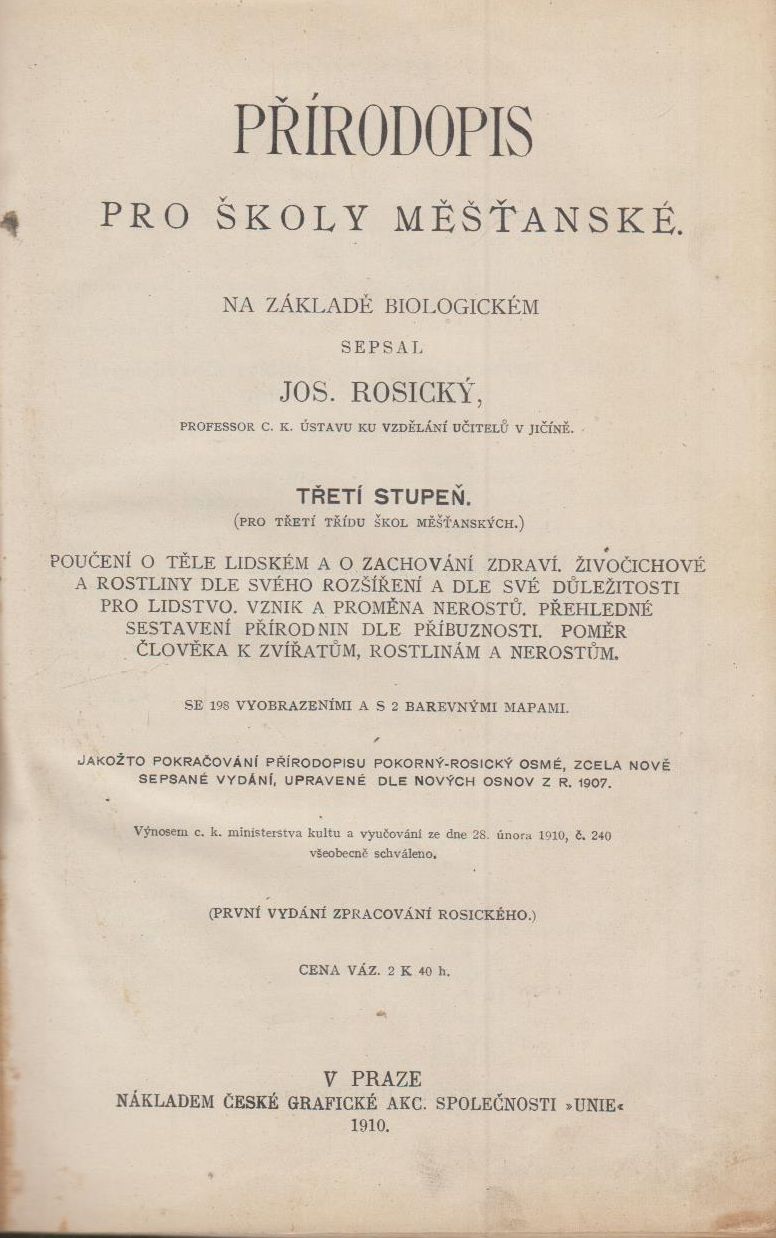 PŘÍRODOPIS
PRO ŠKOLY MĚŠŤANSKÉ.
NA ZÁKLADĚ BIOLOGICKÉM
SEPSAL
JOS. ROSICKÝ,
PROFESSOR C. K. ÚSTAVU KU VZDĚLÁNÍ UČITELŮ V JIČÍNĚ.
TŘETÍ STUPEŇ.
(PRO TŘETÍ TŘÍDU ŠKOL MĚŠŤANSKÝCH.)
POUČENÍ O TĚLE LIDSKÉM A O ZACHOVÁNÍ ZDRAVÍ. ŽIVOČICHOVÉ
A ROSTLINY DLE SVÉHO ROZŠÍŘENÍ A DLE SVÉ DŮLEŽITOSTI
PRO LIDSTVO. VZNIK A PROMĚNA NEROSTŮ. PŘEHLEDNÉ
SESTAVENÍ PŘÍRODNIN DLE PŘÍBUZNOSTI. POMĚR
ČLOVĚKA K ZVÍŘATŮM, ROSTLINÁM A NEROSTŮM.
SE 198 VYOBRAZENÍMI A S 2 BAREVNÝMI MAPAMI.
JAKOŽTO POKRAČOVÁNÍ PŘÍRODOPISU POKORNÝ-ROSICKÝ OSMÉ, ZCELA NOVĚ
SEPSANÉ VYDÁNÍ, UPRAVENÉ DLE NOVÝCH OSNOV Z R. 1907.
Výnosem c. k. ministerstva kultu a vyučování ze dne 28. února 1910, č. 240
všeobecně schváleno.
(PRVNÍ VYDÁNÍ ZPRACOVÁNÍ ROSICKÉHO.)
CENA VÁZ. 2 K 40 h.
V PRAZE
NÁKLADEM ČESKÉ GRAFICKÉ AKC. SPOLEČNOSTI »UNIE«
1910.